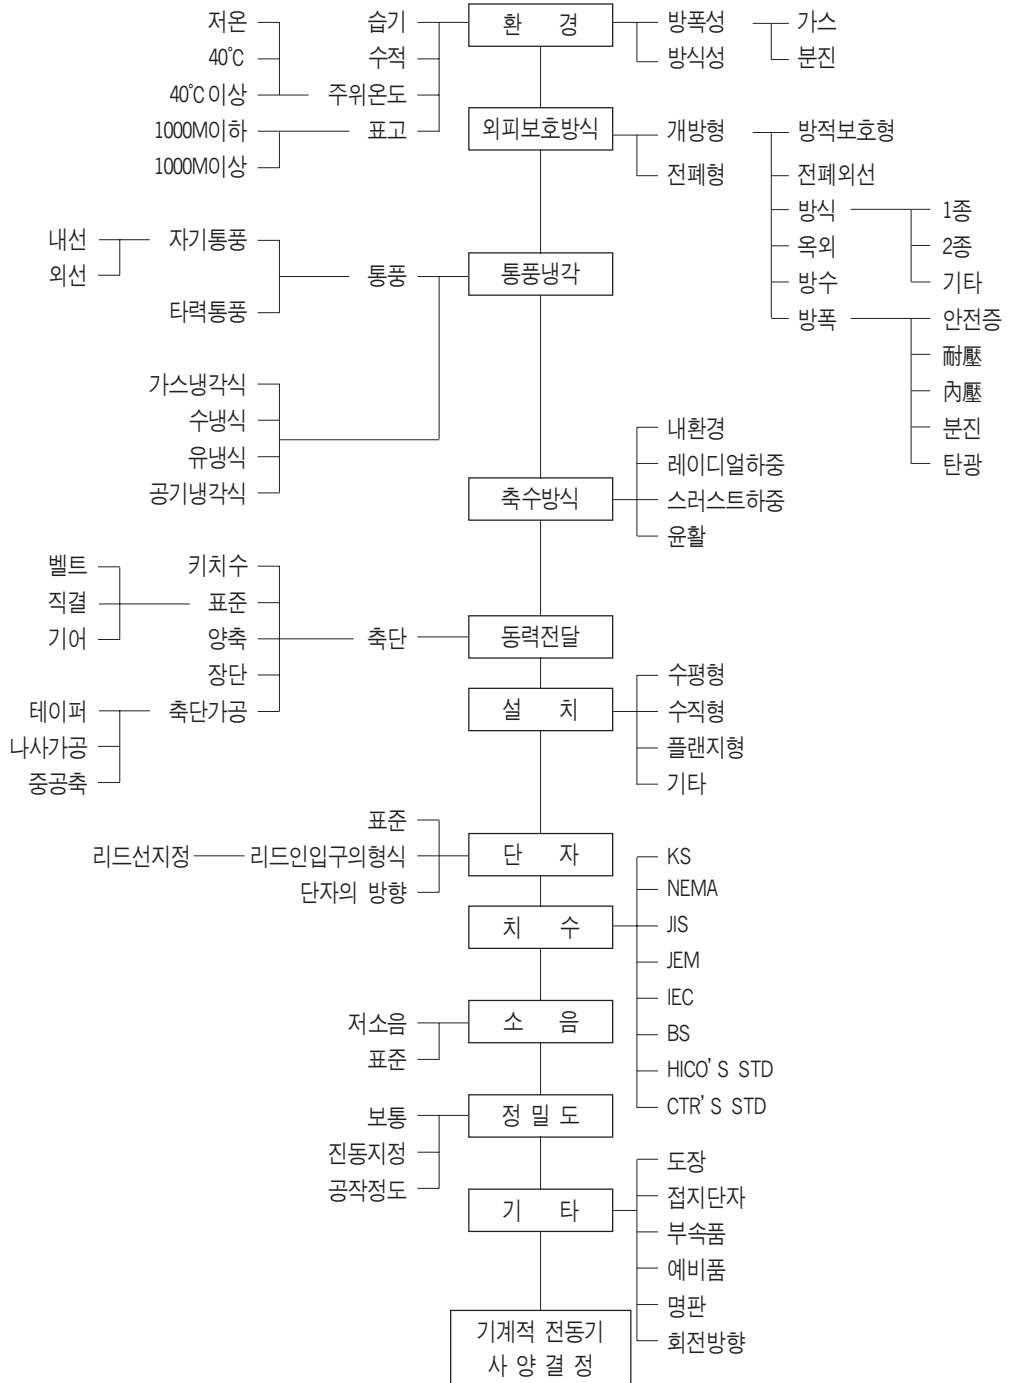 저온
습기
환 경
방폭성
가스
40℃
수적
방식성
분진
40℃이상
주위온도
1000M이하
표고
외피보호방식
개방형
방적보호형
1000M이상
전폐형
전폐외선
방식
1종
내선
자기통풍
옥외
2종
외선
통풍
통풍냉각
방수
기타
타력통풍
방폭
안전증
耐壓
가스냉각식
內壓
수냉식
내환경
분진
유냉식
레이디얼하중
탄광
공기냉각식
축수방식
스러스트하중
윤활
벨트
키치수
직결
표준
기어
양축
축단
동력전달
장단
수평형
테이퍼
축단가공
설 치
수직형
나사가공
플랜지형
중공축
기타
표준
리드선지정
리드인입구의형식
단 자
KS
단자의 방향
NEMA
치 수
JIS
JEM
IEC
저소음
소 음
BS
표준
HICO'S STD
보통
정 밀 도
CTR'S STD
진동지정
도장
공작정도
접지단자
기 타
부속품
예비품
명판
기계적 전동기
사 양 결 정
회전방향